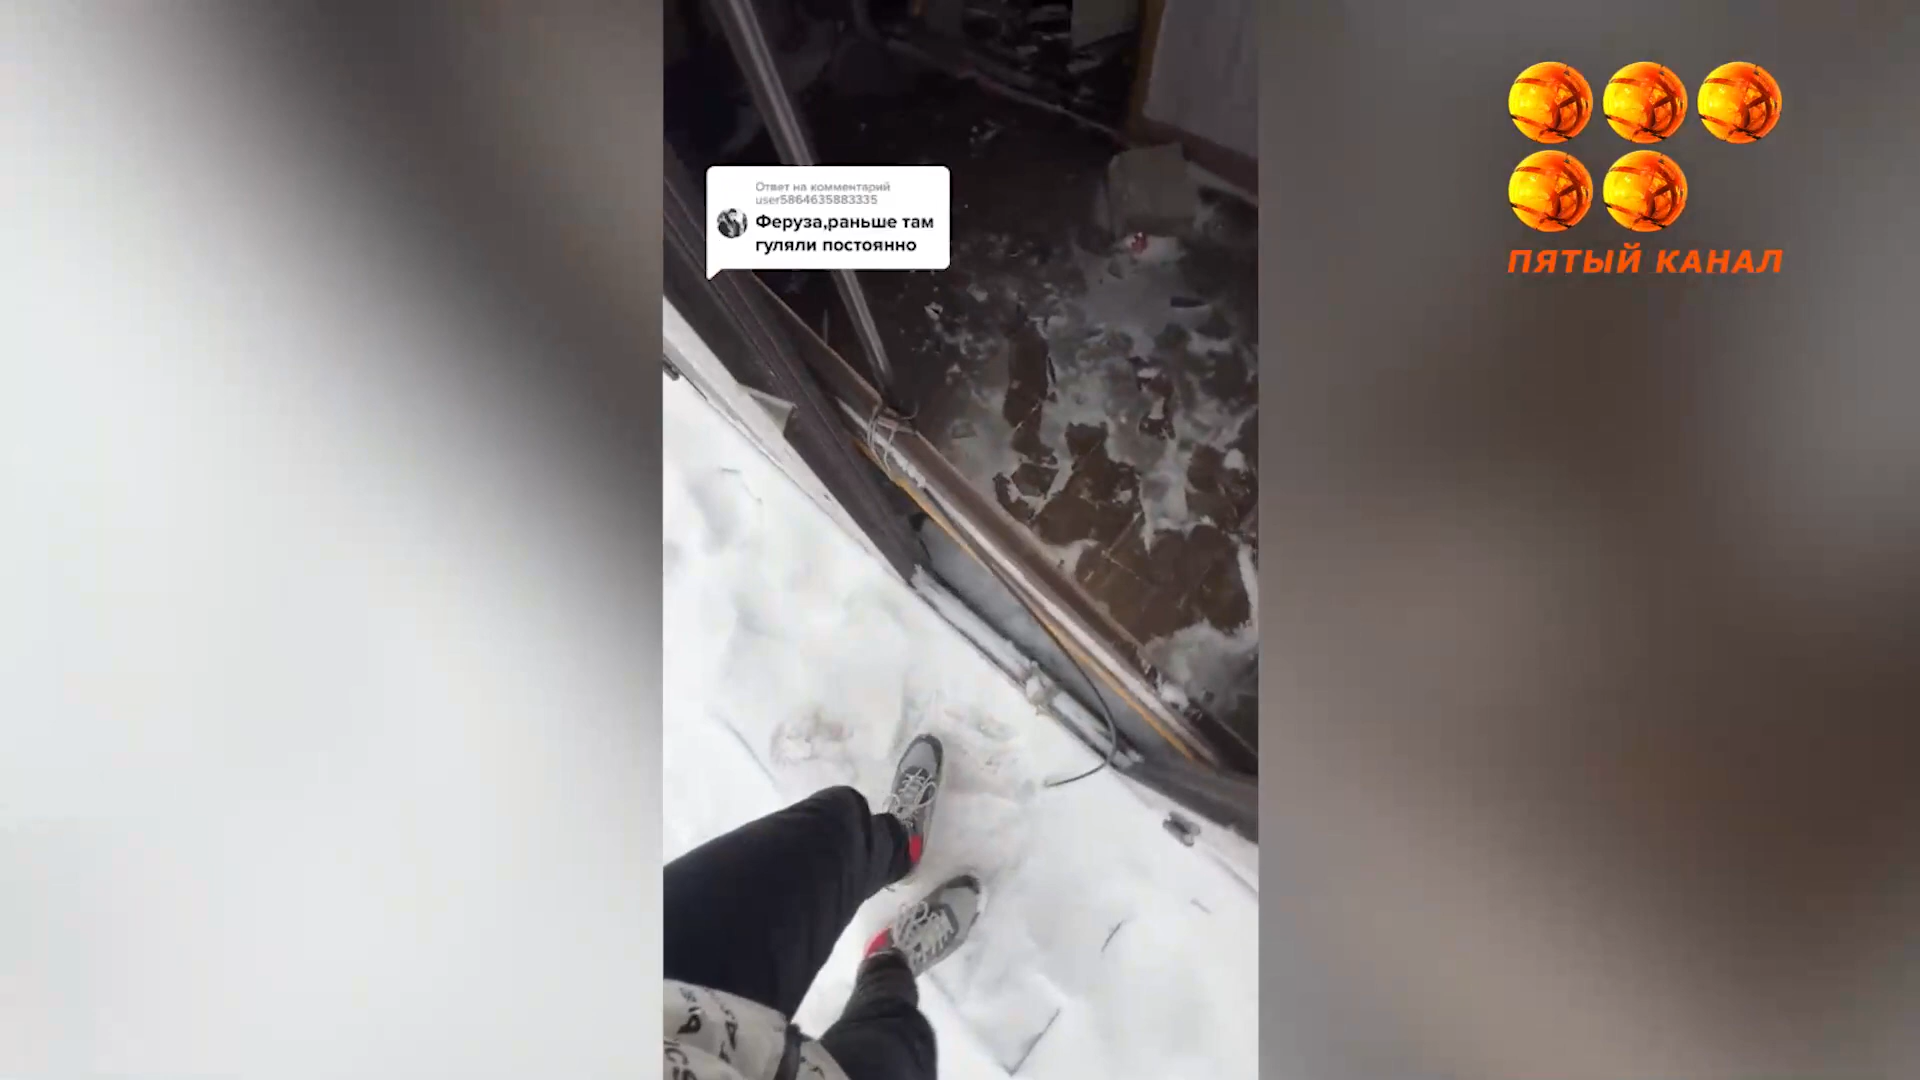 Ответ на комментарий
user5864635883335
Феруза,раньше там
гуляли постоянно
ПЯТЫЙ КАНАЛ